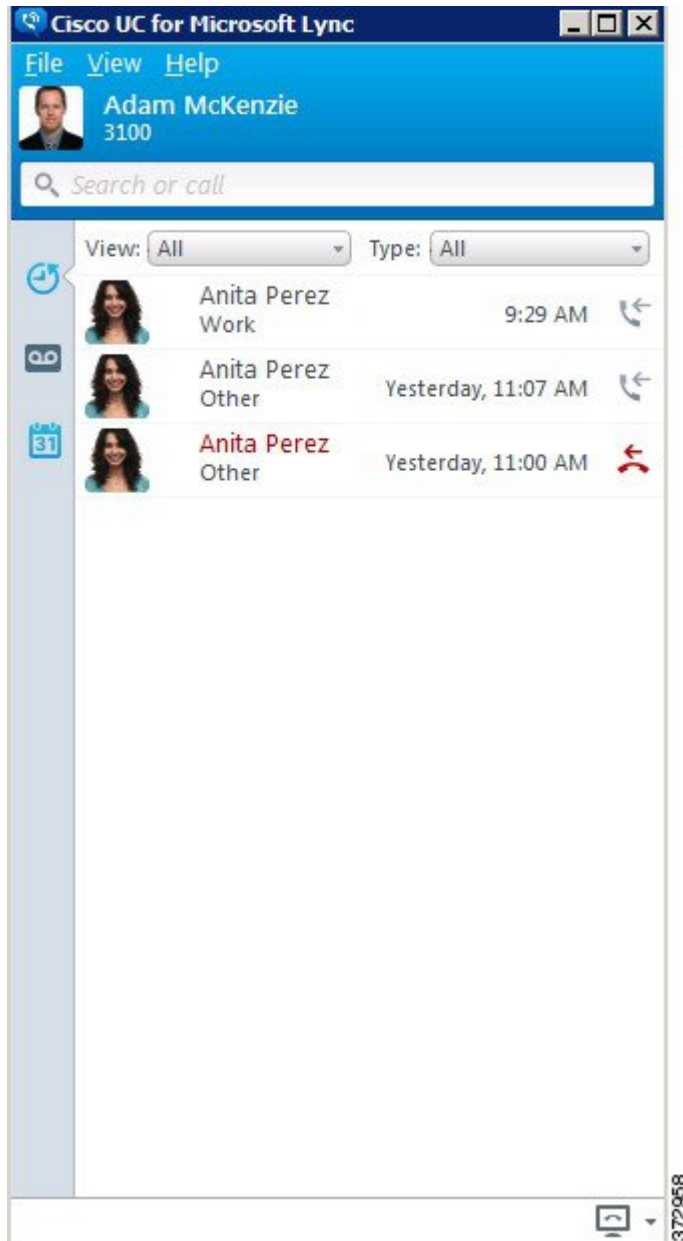 Cisco UC for Microsoft Lync
File View Help
Adam McKenzie
3100
Search or call
View: All Type: All
Anita Perez
Work
9:29 AM
Anita Perez
Other
Yesterday, 11:07 AM
31
Anita Perez
Other
Yesterday, 11:00 AM
372958